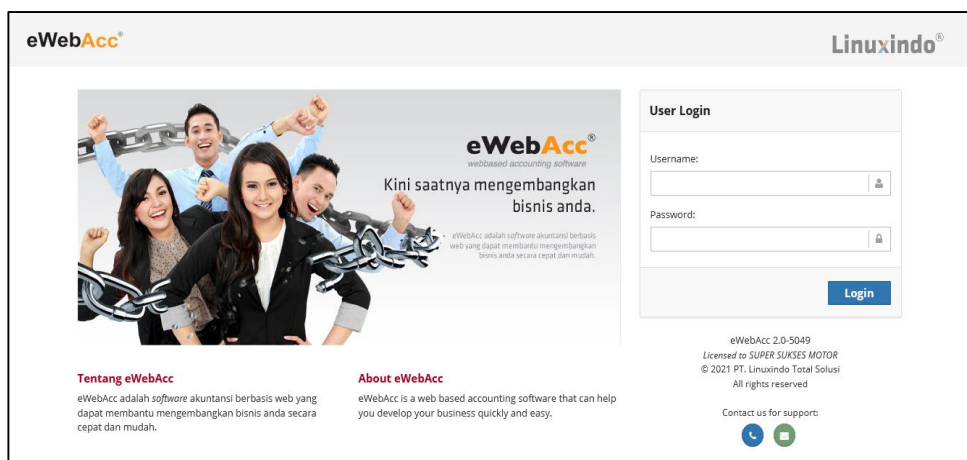 eWebAcc®
Linuxindo®
eWebAcc®
webbased accounting software
Kini saatnya mengembangkan
bisnis anda.
eWebAcc adalah software akuntansi berbasis
web yang dapat membantu mengembangkan
bisnis anda secara cepat dan mudah.
User Login
Username:
Password:
Login
eWebAcc 2.0-5049
Licensed to SUPER SUKSES MOTOR
© 2021 PT. Linuxindo Total Solusi
All rights reserved
Contact us for support:
Tentang eWebAcc
eWebAcc adalah software akuntansi berbasis web yang
dapat membantu mengembangkan bisnis anda secara
cepat dan mudah.
About eWebAcc
eWebAcc is a web based accounting software that can help
you develop your business quickly and easy.